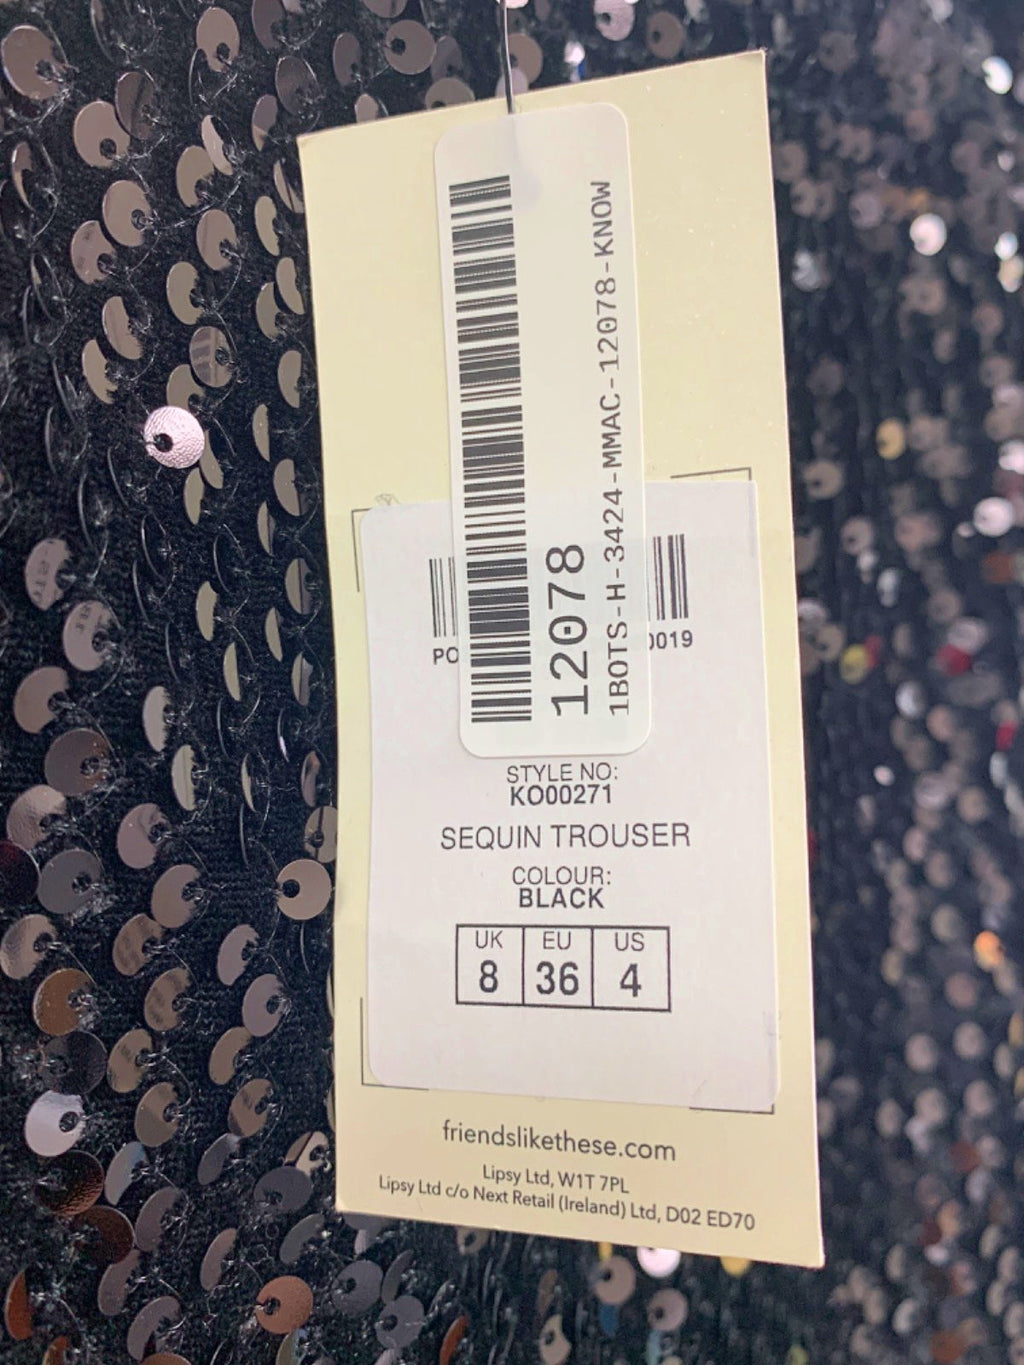 12078
1BOTS-H-3424-MMAC-12078-KNOW
PO
0019
STYLE NO:
KO00271
SEQUIN TROUSER
COLOUR:
BLACK
UK EU US
8 36 4
friendslikethese.com
Lipsy Ltd, W1T 7PL
Lipsy Ltd c/o Next Retail (Ireland) Ltd, D02 ED70